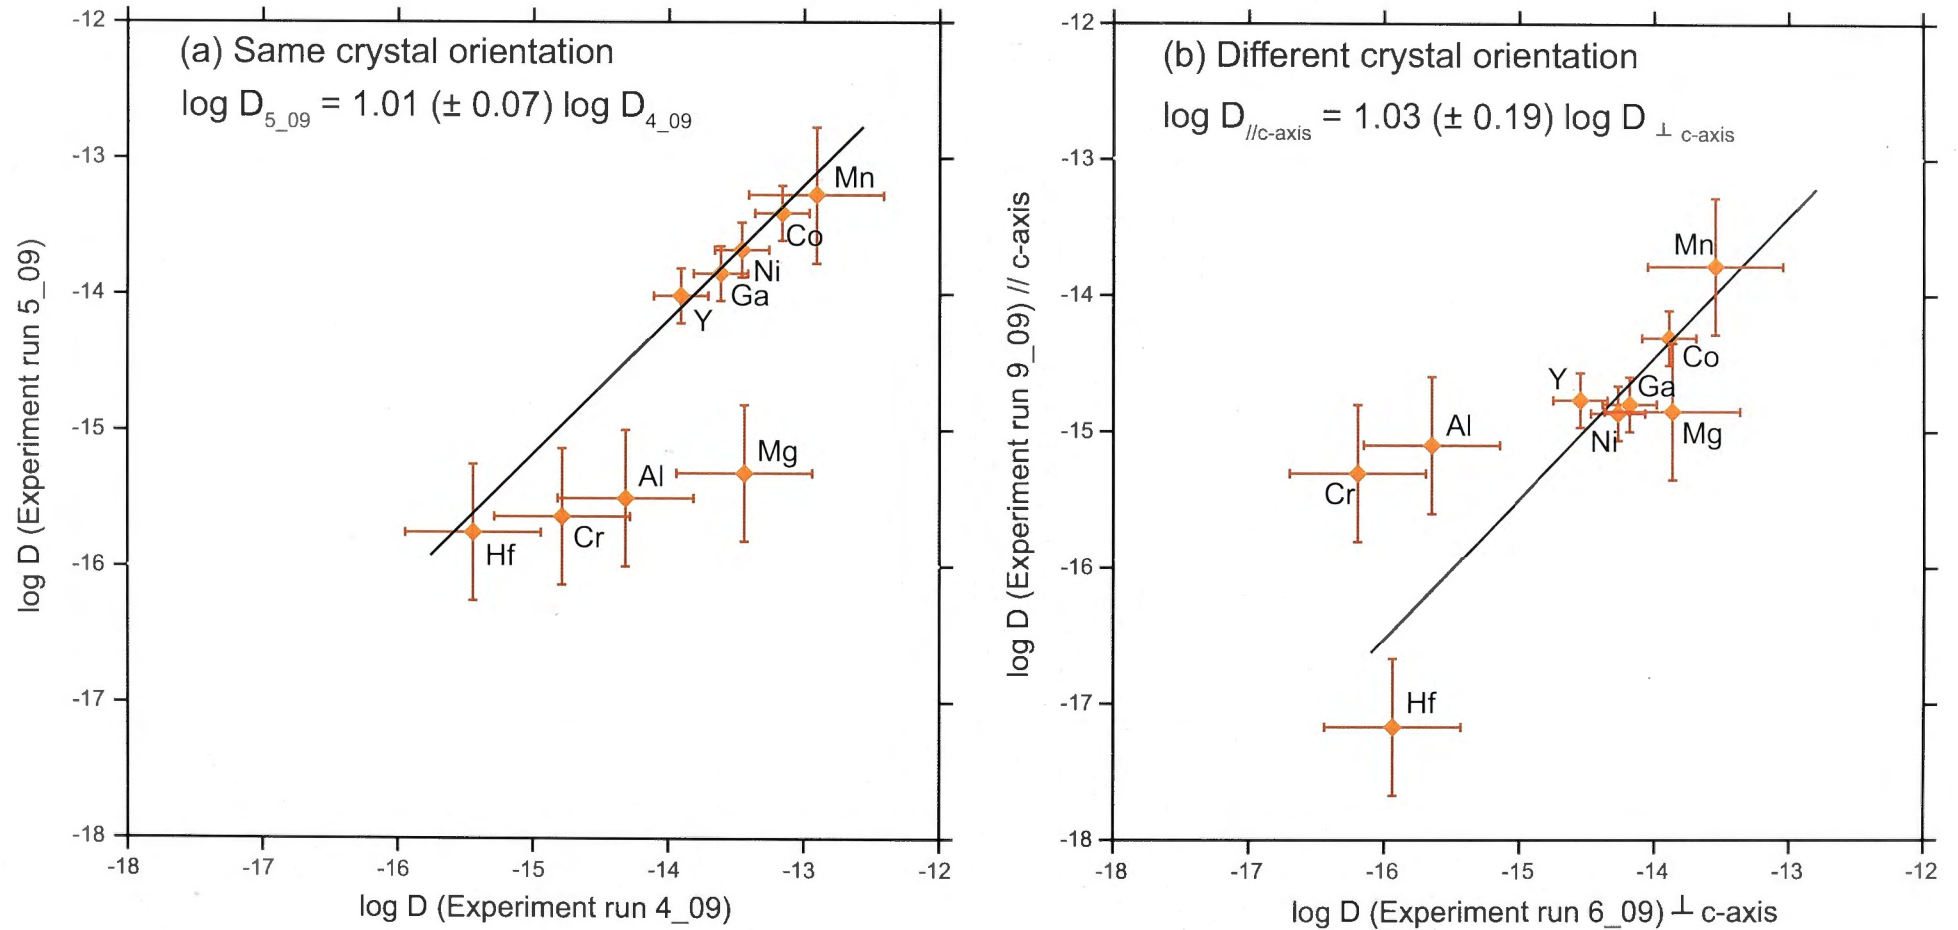 (a) Same crystal orientation
log D5_09 = 1.01 (± 0.07) log D4_09
-12
-13
-14
-15
-16
-17
-18
log D (Experiment run 5_09)
Mn
Co
Ni
Ga
Y
Mg
Al
Cr
Hf
-18
-17
-16
-15
-14
-13
-12
log D (Experiment run 4_09)
(b) Different crystal orientation
log D//c-axis = 1.03 (± 0.19) log D ⊥ c-axis
-12
-13
-14
-15
-16
-17
-18
log D (Experiment run 9_09) // c-axis
Mn
Co
Y
Ga
Al
Ni
Mg
Cr
Hf
-18
-17
-16
-15
-14
-13
-12
log D (Experiment run 6_09) ⊥ c-axis